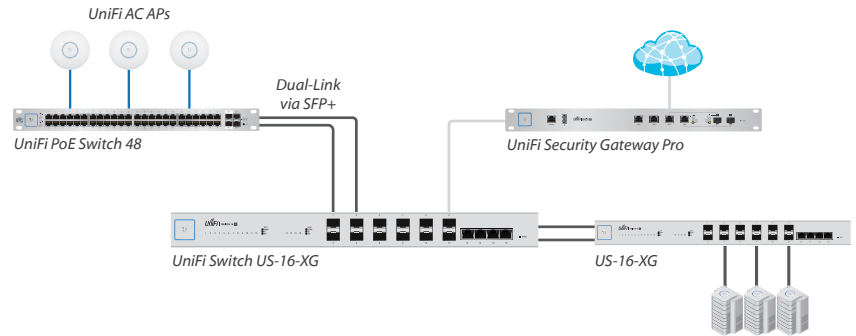 UniFi AC APs
Dual-Link
via SFP+
UniFi PoE Switch 48
UniFi Security Gateway Pro
UniFi
UniFi Switch US-16-XG
US-16-XG